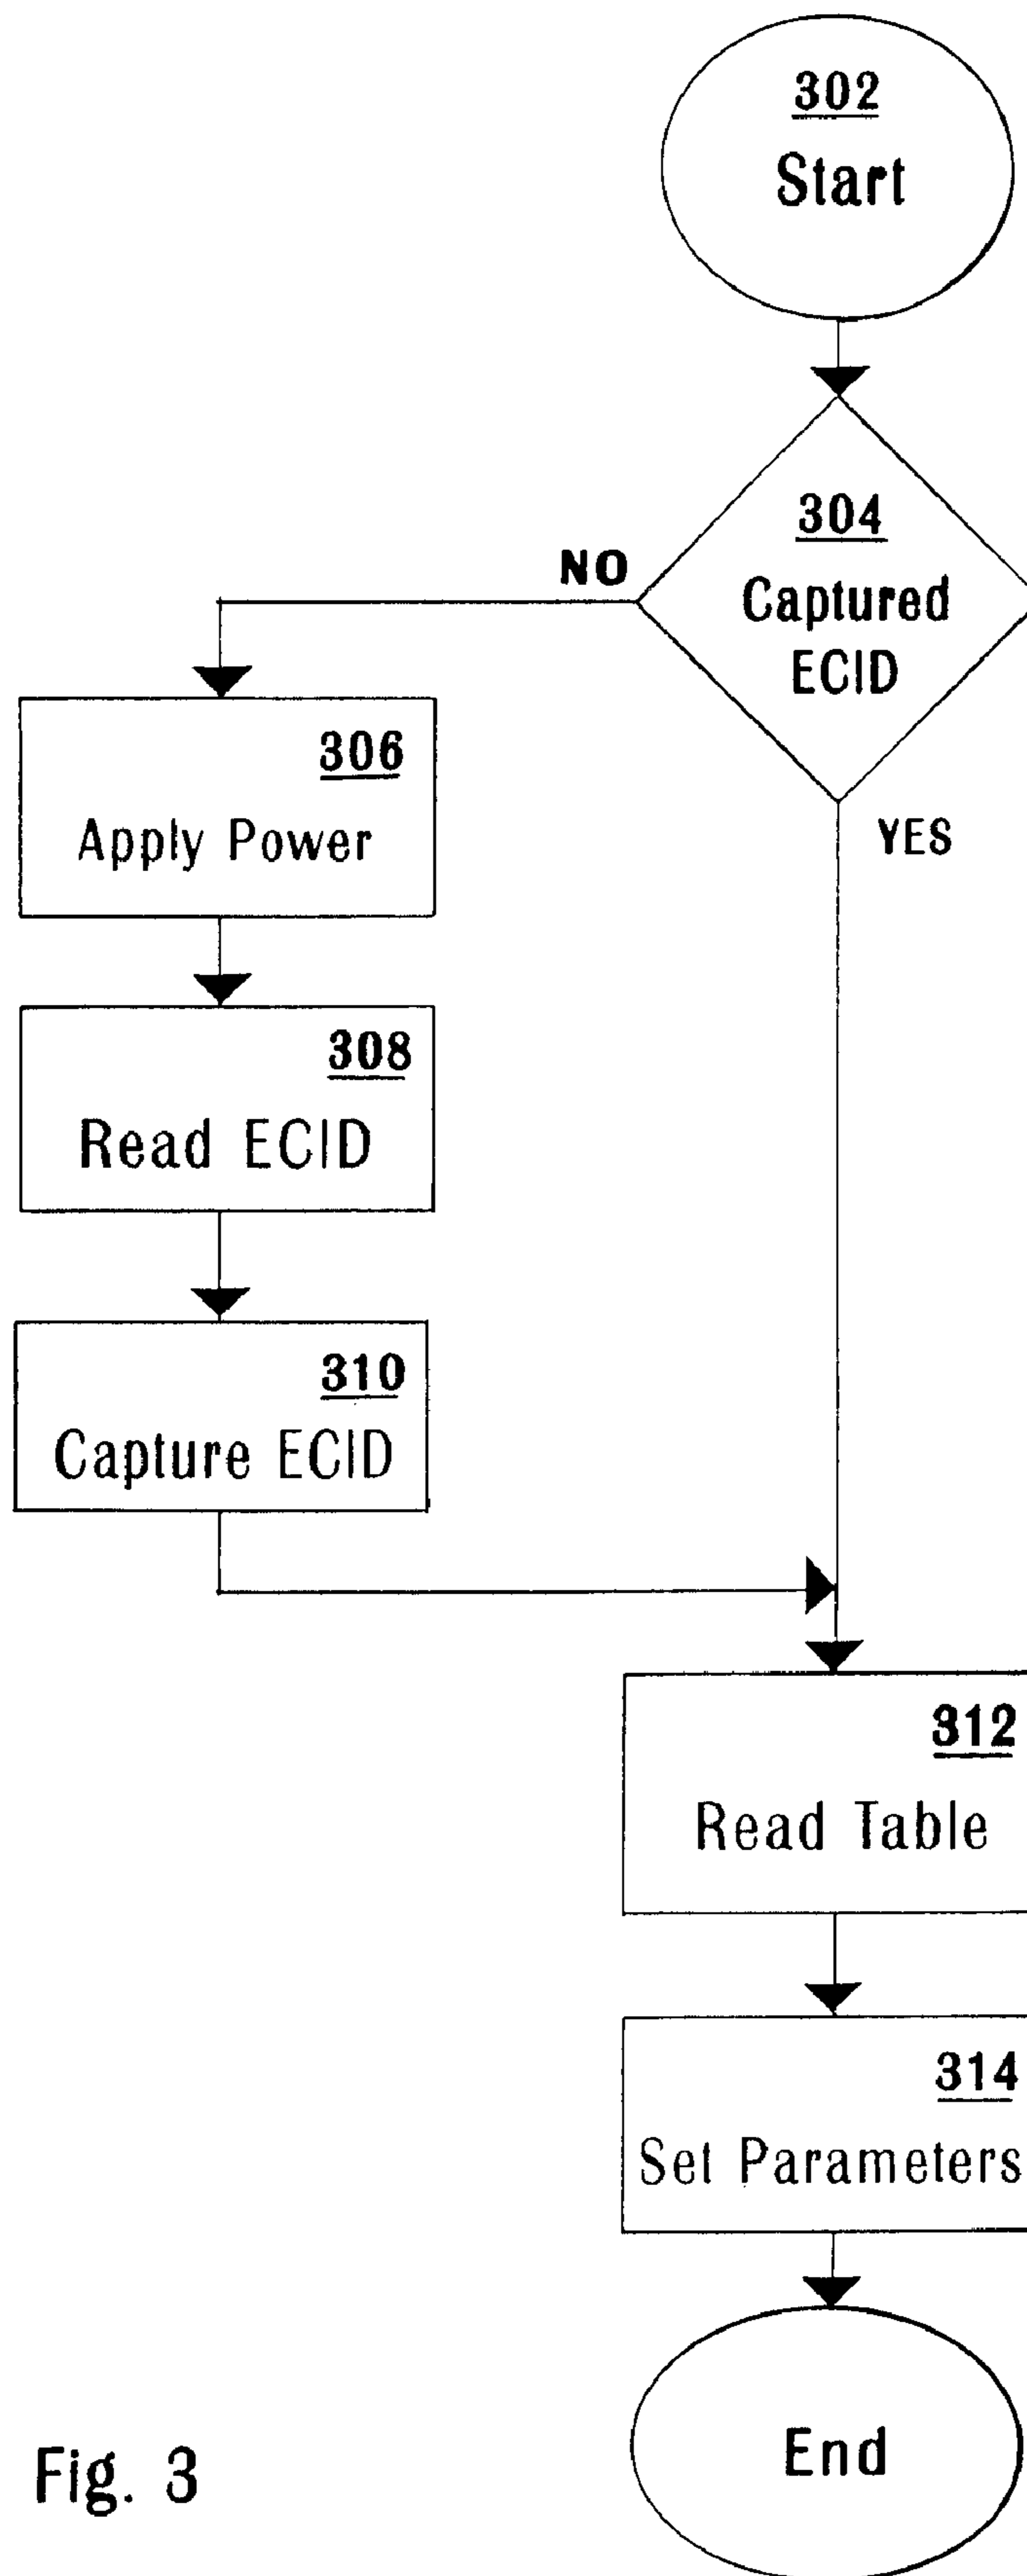 302
Start
304
Captured
ECID
NO
YES
306
Apply Power
308
Read ECID
310
Capture ECID
312
Read Table
314
Set Parameters
End
Fig. 3